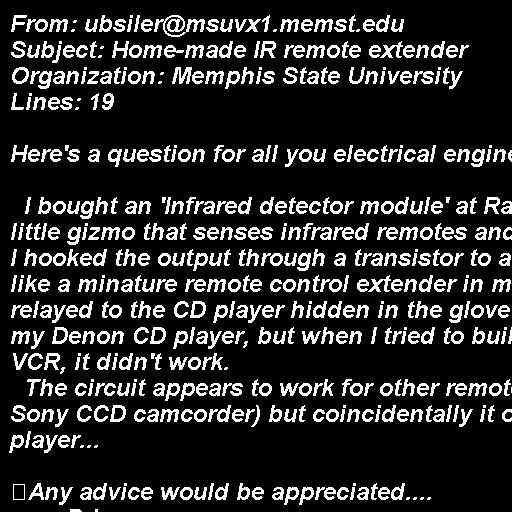 From: ubsiler@msuvx1.memst.edu
Subject: Home-made IR remote extender
Organization: Memphis State University
Lines: 19

Here's a question for all you electrical engine

I bought an 'Infrared detector module' at Ra
little gizmo that senses infrared remotes and
I hooked the output through a transistor to a
like a minature remote control extender in m
relayed to the CD player hidden in the glove
my Denon CD player, but when I tried to buil
VCR, it didn't work.
The circuit appears to work for other remot
Sony CCD camcorder) but coincidentally it o
player...

Any advice would be appreciated....